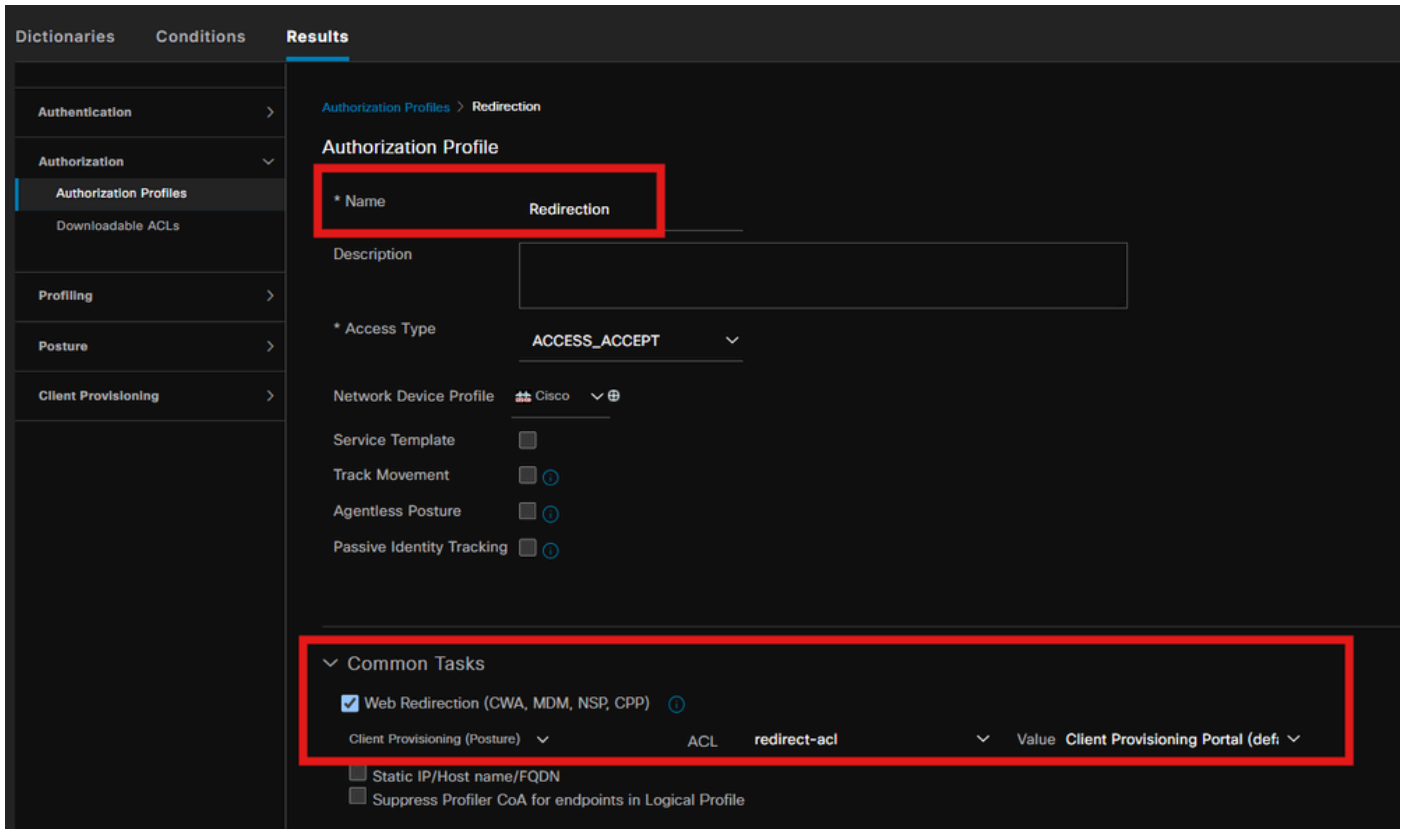 Dictionaries Conditions Results
Authentication
Authorization
Authorization Profiles
Downloadable ACLs
Profiling
Posture
Client Provisioning
Authorization Profiles > Redirection
Authorization Profile
* Name Redirection
Description
* Access Type ACCESS_ACCEPT
Network Device Profile Cisco
Service Template
Track Movement
Agentless Posture
Passive Identity Tracking
Common Tasks
Web Redirection (CWA, MDM, NSP, CPP)
Client Provisioning (Posture) ACL redirect-acl Value Client Provisioning Portal (defa
Static IP/Host name/FQDN
Suppress Profiler CoA for endpoints in Logical Profile